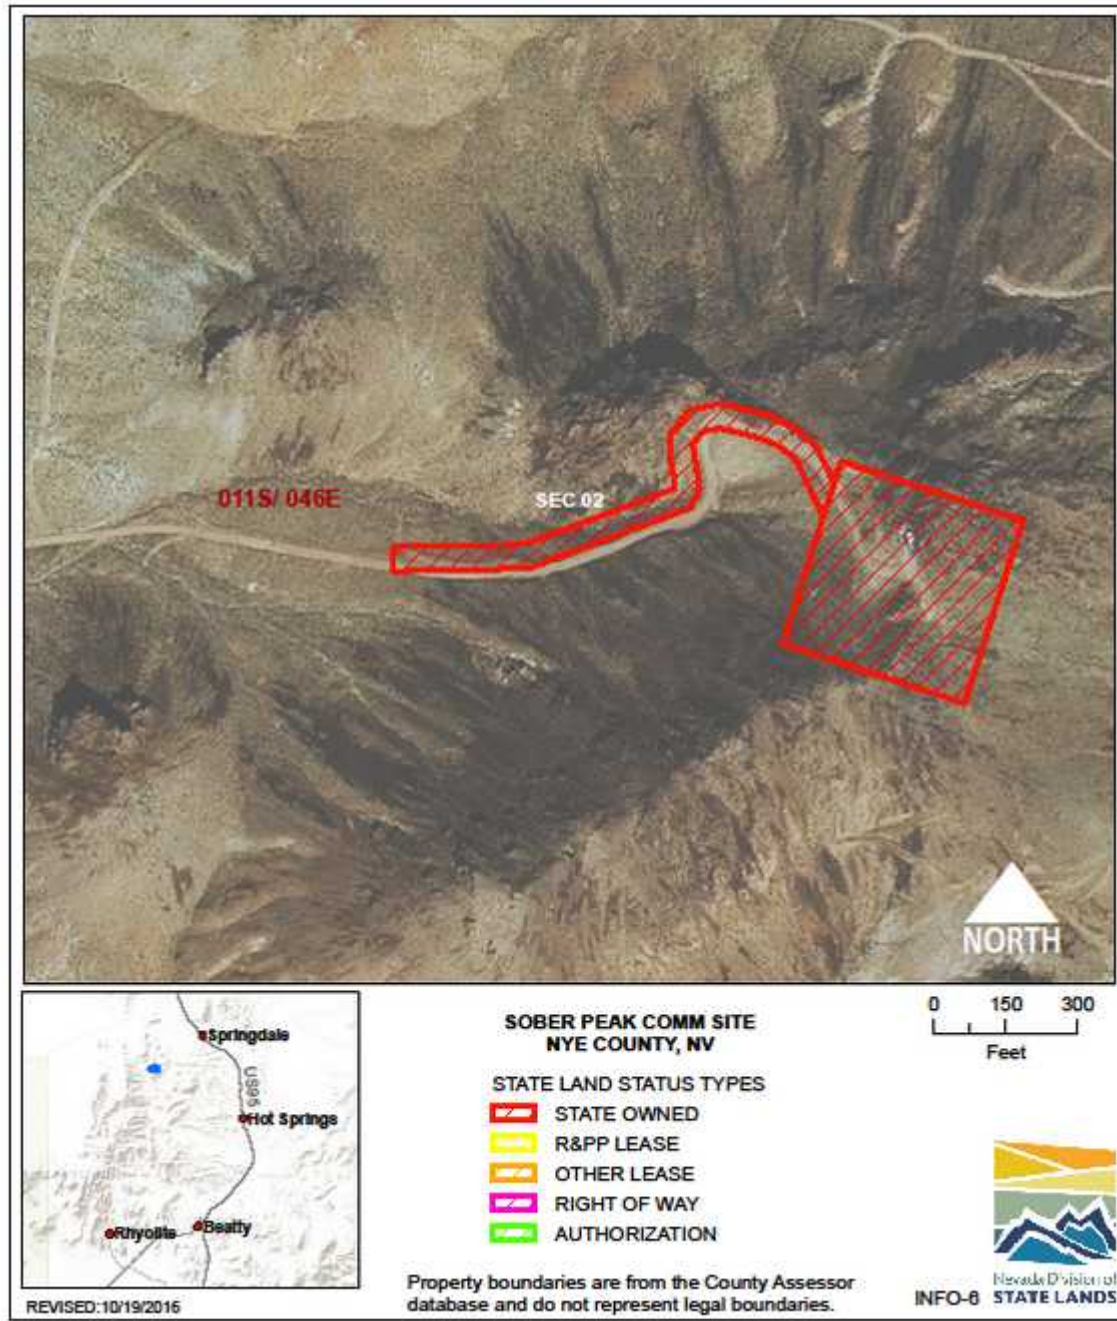 011S/ 046E
SEC 02
NORTH
Springdale
US95
Hot Springs
Rhyolite
Beatty
REVISED:10/19/2016
SOBER PEAK COMM SITE
NYE COUNTY, NV
STATE LAND STATUS TYPES
STATE OWNED
R&PP LEASE
OTHER LEASE
RIGHT OF WAY
AUTHORIZATION
Property boundaries are from the County Assessor
database and do not represent legal boundaries.
0 150 300
Feet
INFO-6
Nevada Division of
STATE LANDS